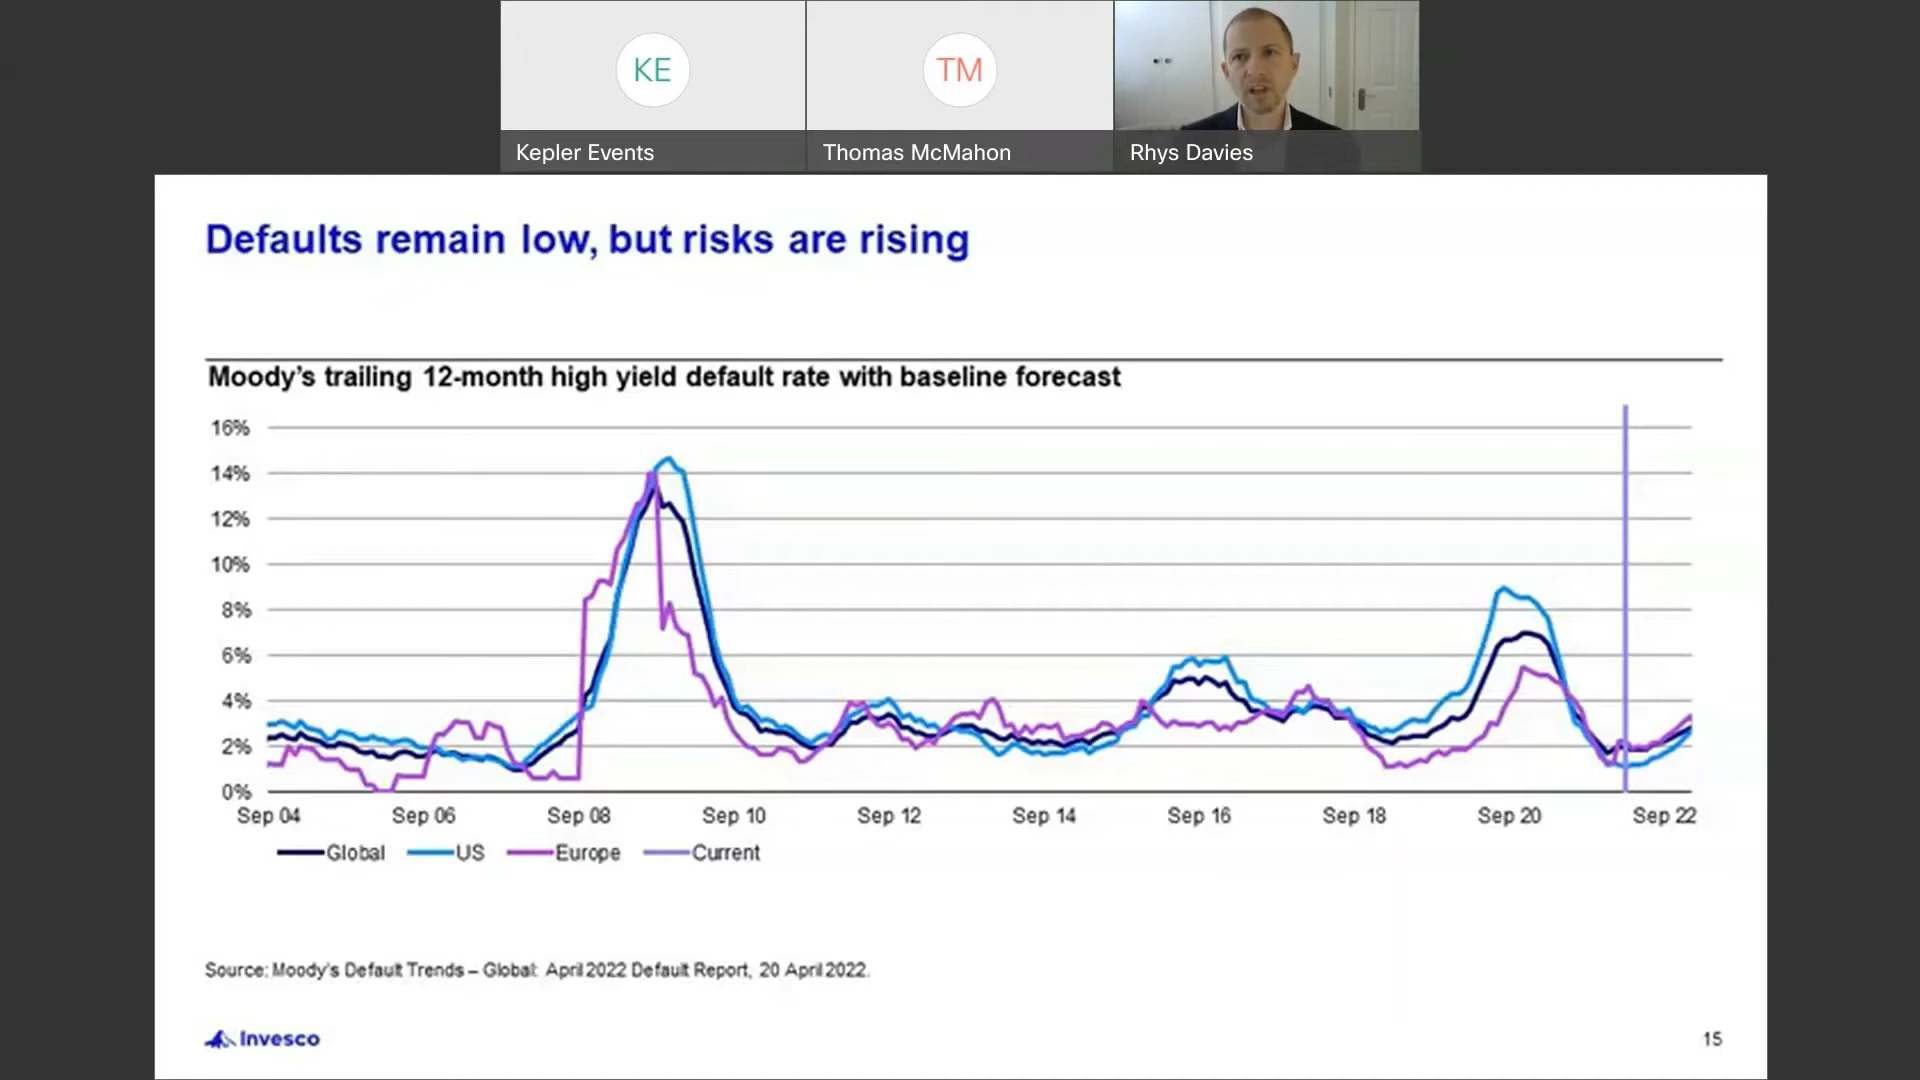 KE
TM
Kepler Events
Thomas McMahon
Rhys Davies
Defaults remain low, but risks are rising
Moody's trailing 12-month high yield default rate with baseline forecast
16%
14%
12%
10%
8%
6%
4%
2%
0%
Sep 04 Sep 06 Sep 08 Sep 10 Sep 12 Sep 14 Sep 16 Sep 18 Sep 20 Sep 22
Global US Europe Current
Source: Moody's Default Trends – Global: April 2022 Default Report, 20 April 2022.
Invesco
15